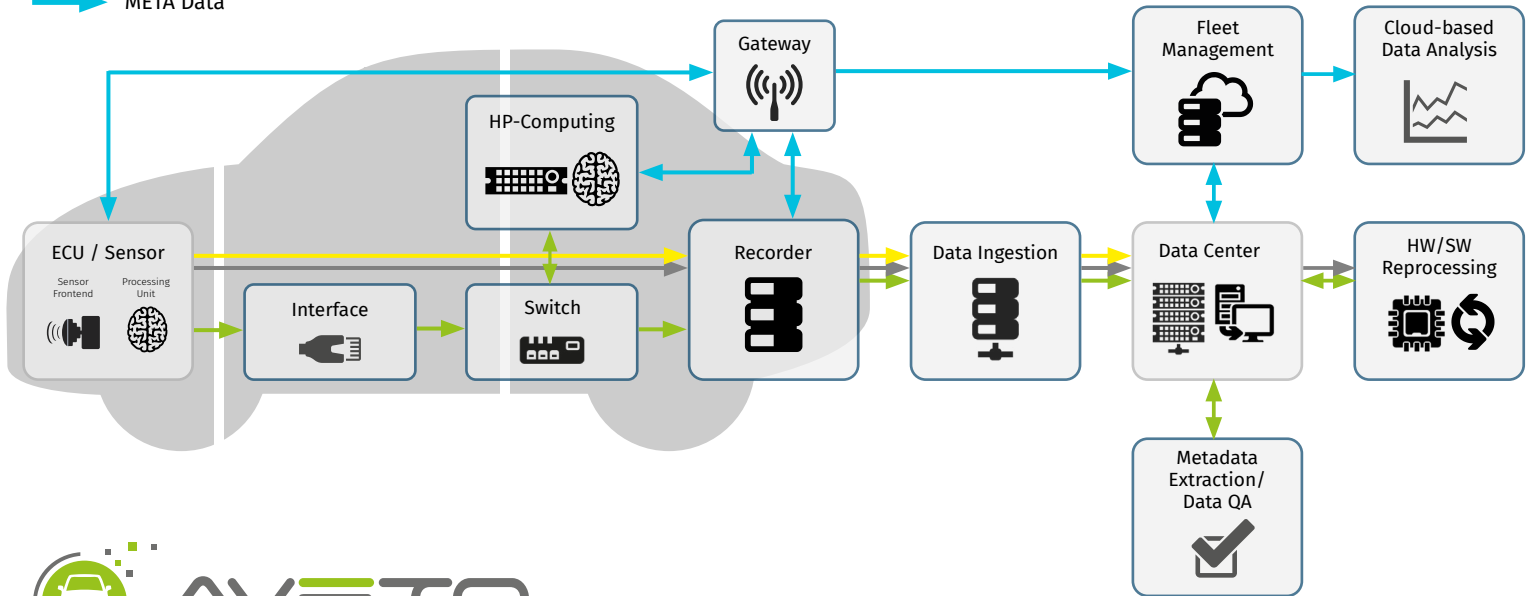 META Data
Gateway
Fleet
Management
Cloud-based
Data Analysis
HP-Computing
ECU / Sensor
Sensor
Frontend
Processing
Unit
Interface
Switch
Recorder
Data Ingestion
Data Center
HW/SW
Reprocessing
Metadata
Extraction/
Data QA
AVETO